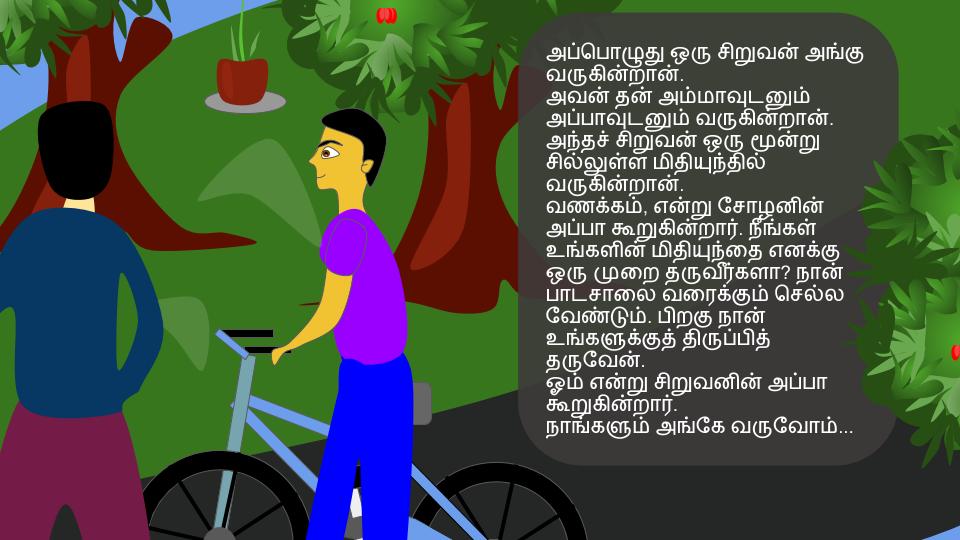 அப்பொழுது ஒரு சிறுவன் அங்கு
வருகின்றான்.
அவன் தன் அம்மாவுடனும்
அப்பாவுடனும் வருகின்றான்.
அந்தச் சிறுவன் ஒரு மூன்று
சில்லுள்ள மிதியுந்தில்
வருகின்றான்.
வணக்கம், என்று சோழனின்
அப்பா கூறுகின்றார். நீங்கள்
உங்களின் மிதியுந்தை எனக்கு
ஒரு முறை தருவீர்களா? நான்
பாடசாலை வரைக்கும் செல்ல
வேண்டும். பிறகு நான்
உங்களுக்குத் திருப்பித்
தருவேன்.
ஓம் என்று சிறுவனின் அப்பா
கூறுகின்றார்.
நாங்களும் அங்கே வருவோம்...